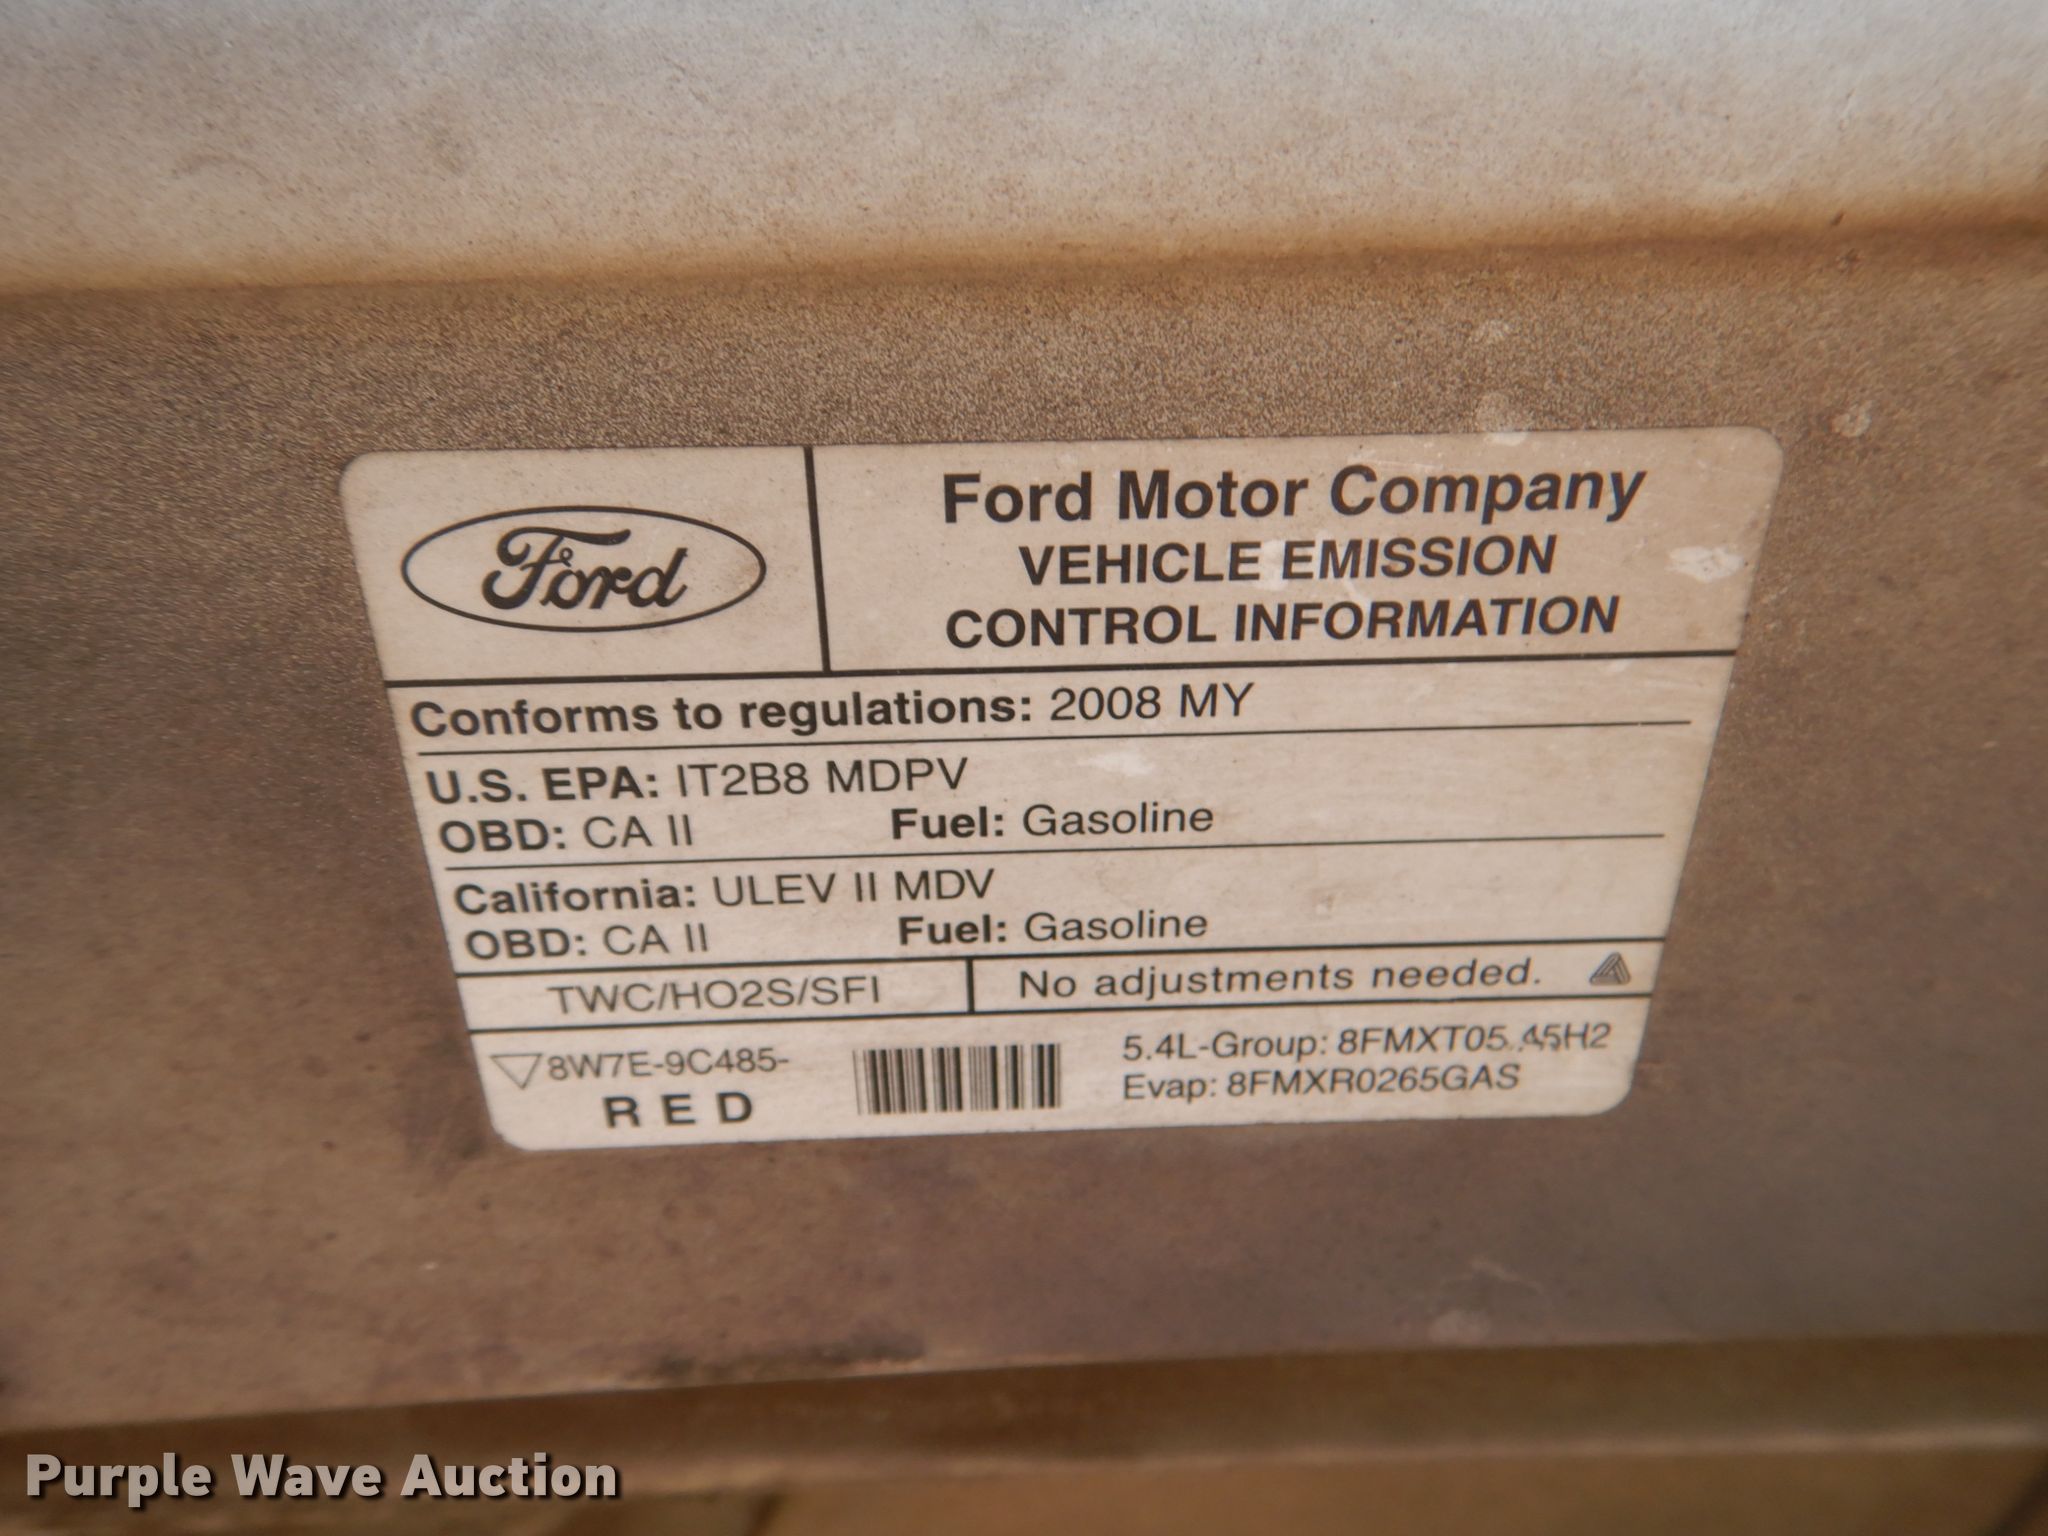 Ford
Ford Motor Company
VEHICLE EMISSION
CONTROL INFORMATION
Conforms to regulations: 2008 MY
U.S. EPA: IT2B8 MDPV
OBD: CA II Fuel: Gasoline
California: ULEV II MDV
OBD: CA II Fuel: Gasoline
TWC/HO2S/SFI No adjustments needed.
8W7E-9C485-
RED
5.4L-Group:
Evap: 8FMXR0265GAS
Purple Wave Auction